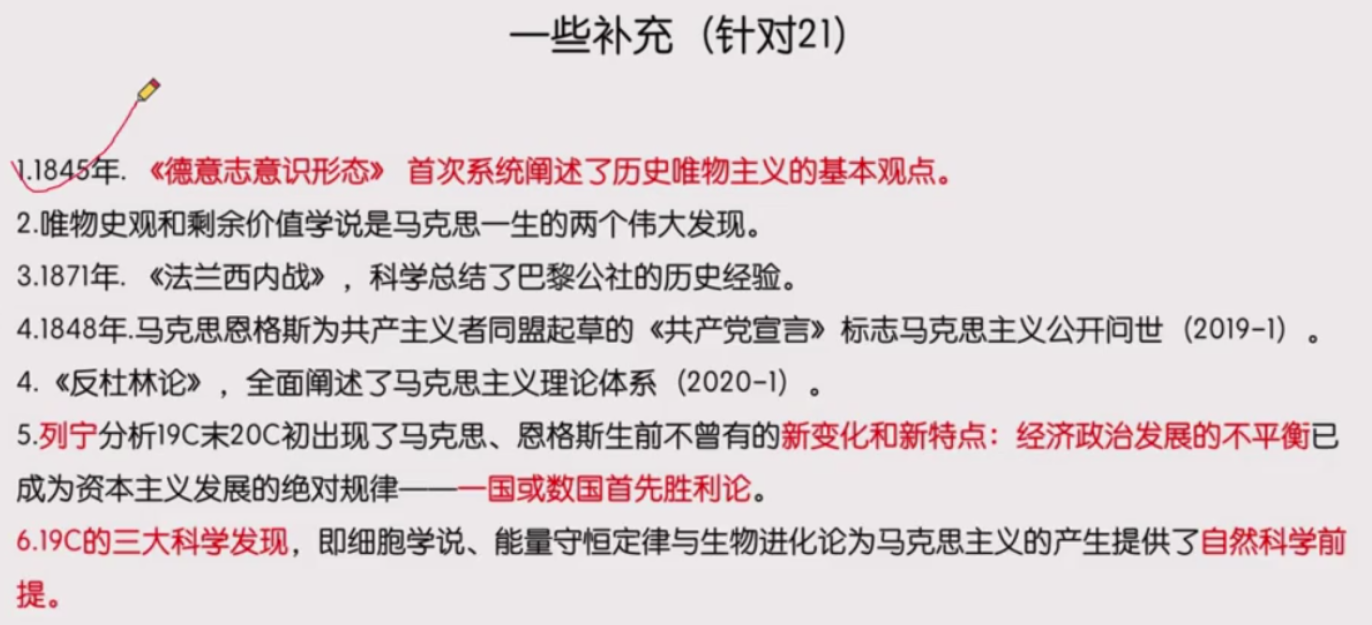 一些补充（针对21）
1.1845年.《德意志意识形态》 首次系统阐述了历史唯物主义的基本观点。
2.唯物史观和剩余价值学说是马克思一生的两个伟大发现。
3.1871年.《法兰西内战》，科学总结了巴黎公社的历史经验。
4.1848年.马克思恩格斯为共产主义者同盟起草的《共产党宣言》标志马克思主义公开问世（2019-1）。
4.《反杜林论》，全面阐述了马克思主义理论体系（2020-1）。
5.列宁分析19C末20C初出现了马克思、恩格斯生前不曾有的新变化和新特点：经济政治发展的不平衡已
成为资本主义发展的绝对规律——一国或数国首先胜利论。
6.19C的三大科学发现，即细胞学说、能量守恒定律与生物进化论为马克思主义的产生提供了自然科学前
提。